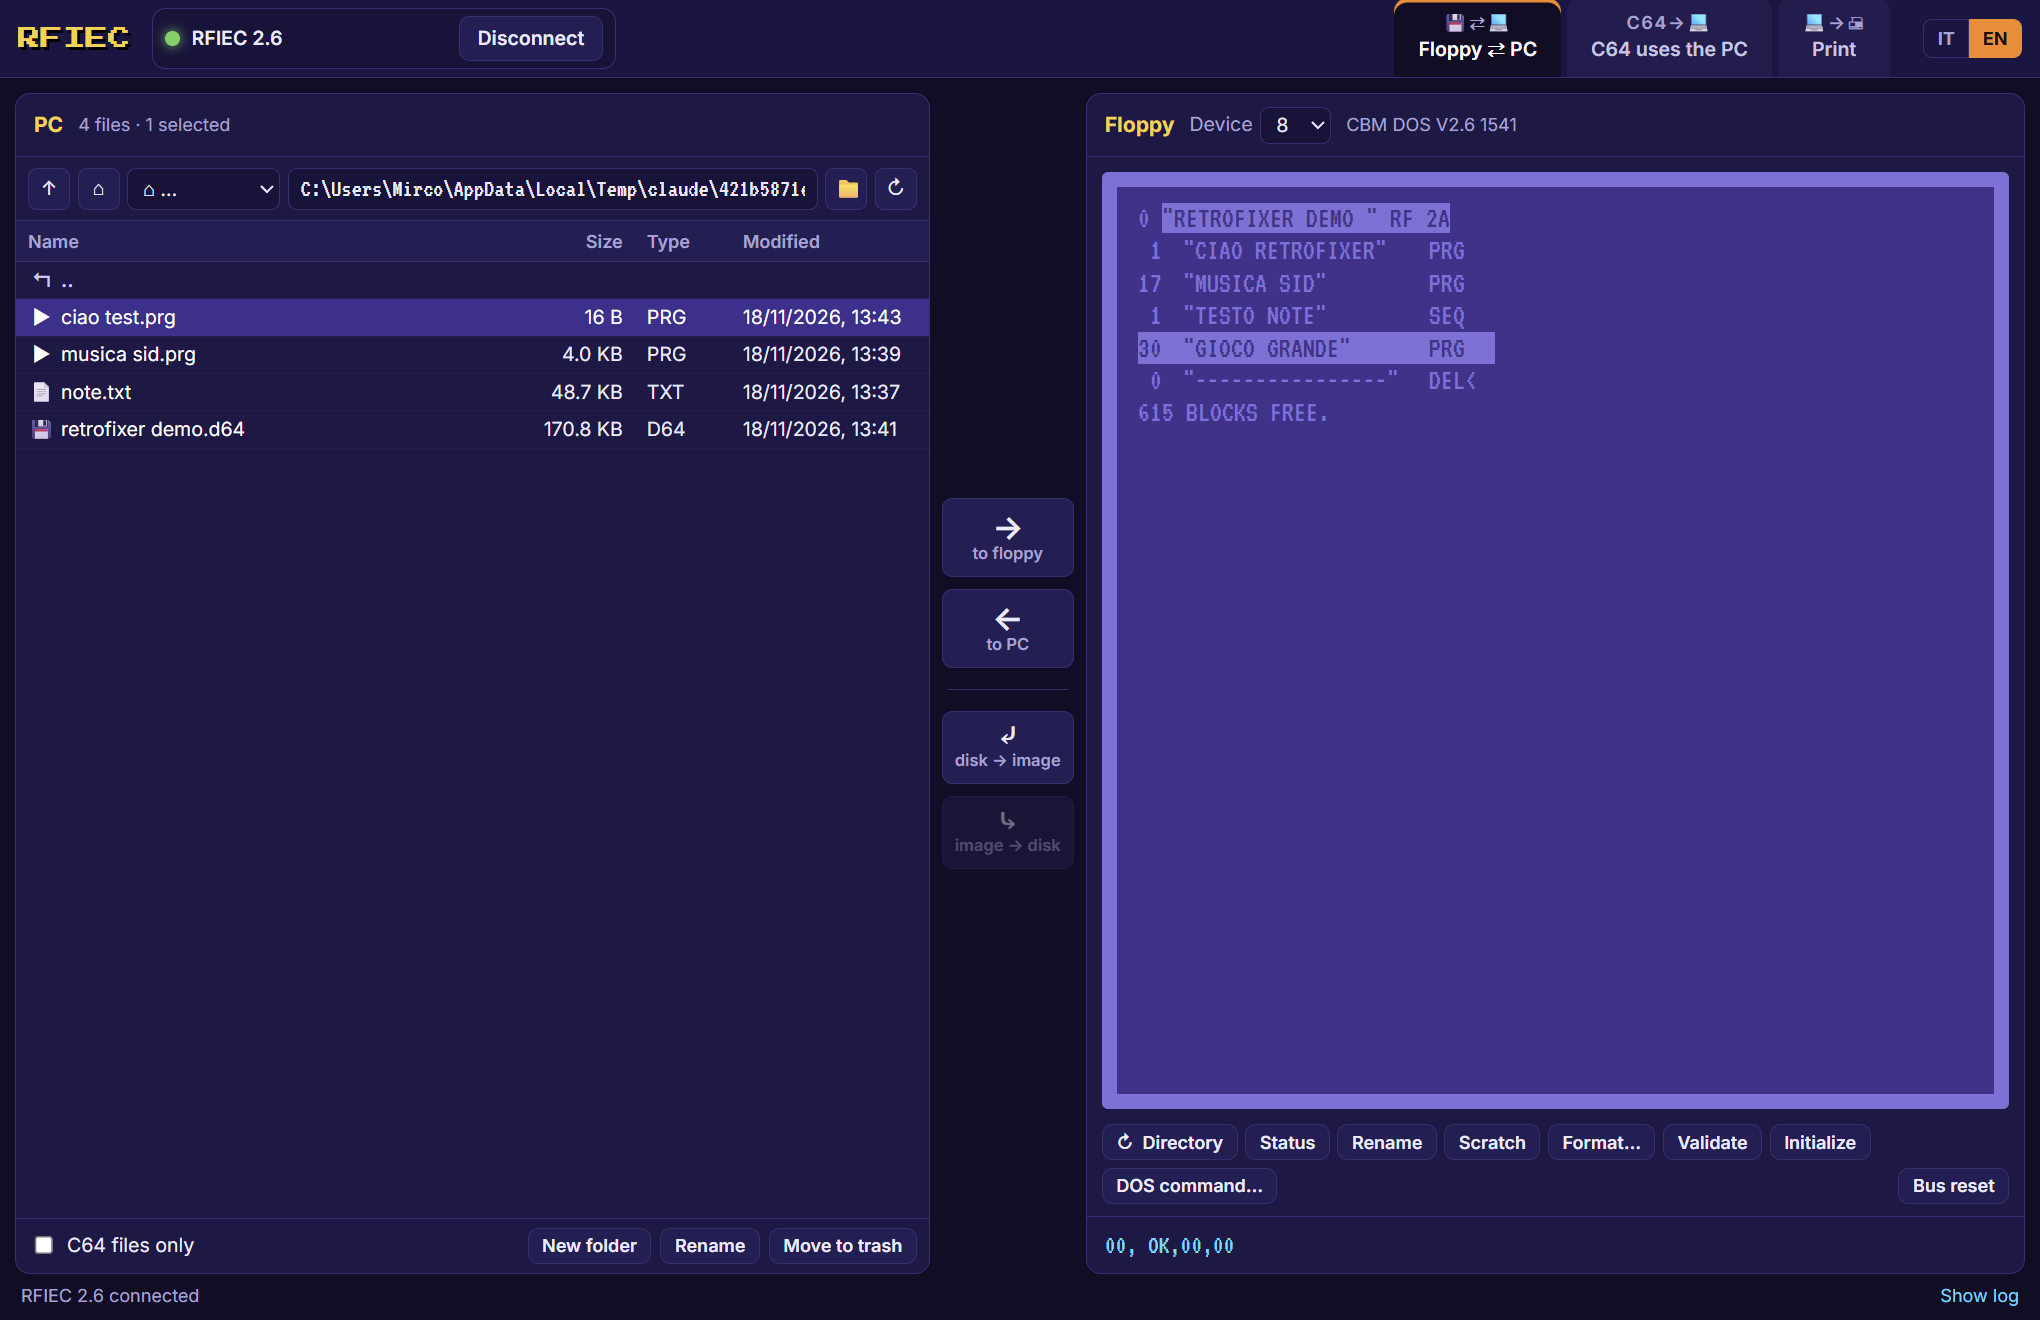 RFIEC
RFIEC 2.6
Disconnect
Floppy ⇄ PC
C64→
C64 uses the PC
Print
IT
EN
PC
4 files · 1 selected
...
C:\Users\Mirco\AppData\Local\Temp\claude\421b5871
Name Size Type Modified
..
ciao test.prg 16 B PRG 18/11/2026, 13:43
musica sid.prg 4.0 KB PRG 18/11/2026, 13:39
note.txt 48.7 KB TXT 18/11/2026, 13:37
retrofixer demo.d64 170.8 KB D64 18/11/2026, 13:41
C64 files only
New folder
Rename
Move to trash
→
to floppy
←
to PC
disk → image
image → disk
Floppy
Device
8
CBM DOS V2.6 1541
0 "RETROFIXER DEMO " RF 2A
1 "CIAO RETROFIXER" PRG
17 "MUSICA SID" PRG
1 "TESTO NOTE" SEQ
30 "GIOCO GRANDE" PRG
0 "----------------" DEL<
615 BLOCKS FREE.
Directory
Status
Rename
Scratch
Format...
Validate
Initialize
DOS command...
Bus reset
00, OK,00,00
RFIEC 2.6 connected
Show log